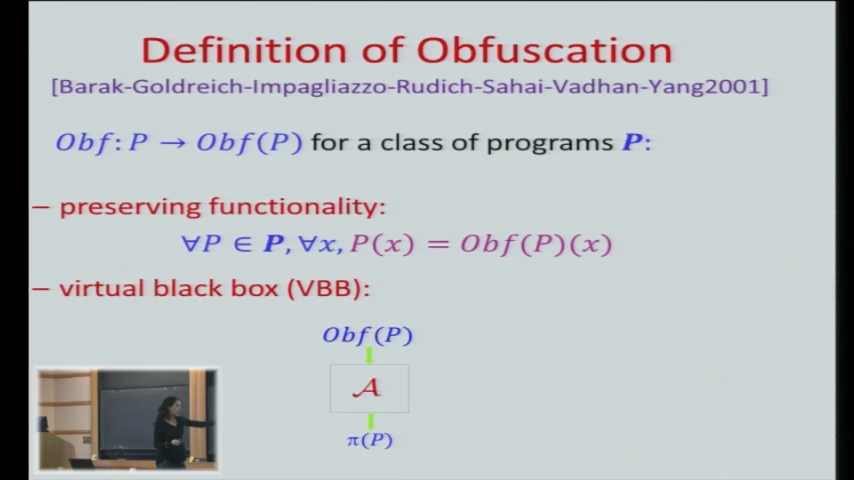 Definition of Obfuscation
[Barak-Goldreich-Impagliazzo-Rudich-Sahai-Vadhan-Yang2001]
Obf: P → Obf(P) for a class of programs P:
– preserving functionality:
∀P ∈ P, ∀x, P(x) = Obf(P)(x)
– virtual black box (VBB):
Obf(P)
𝒜
π(P)